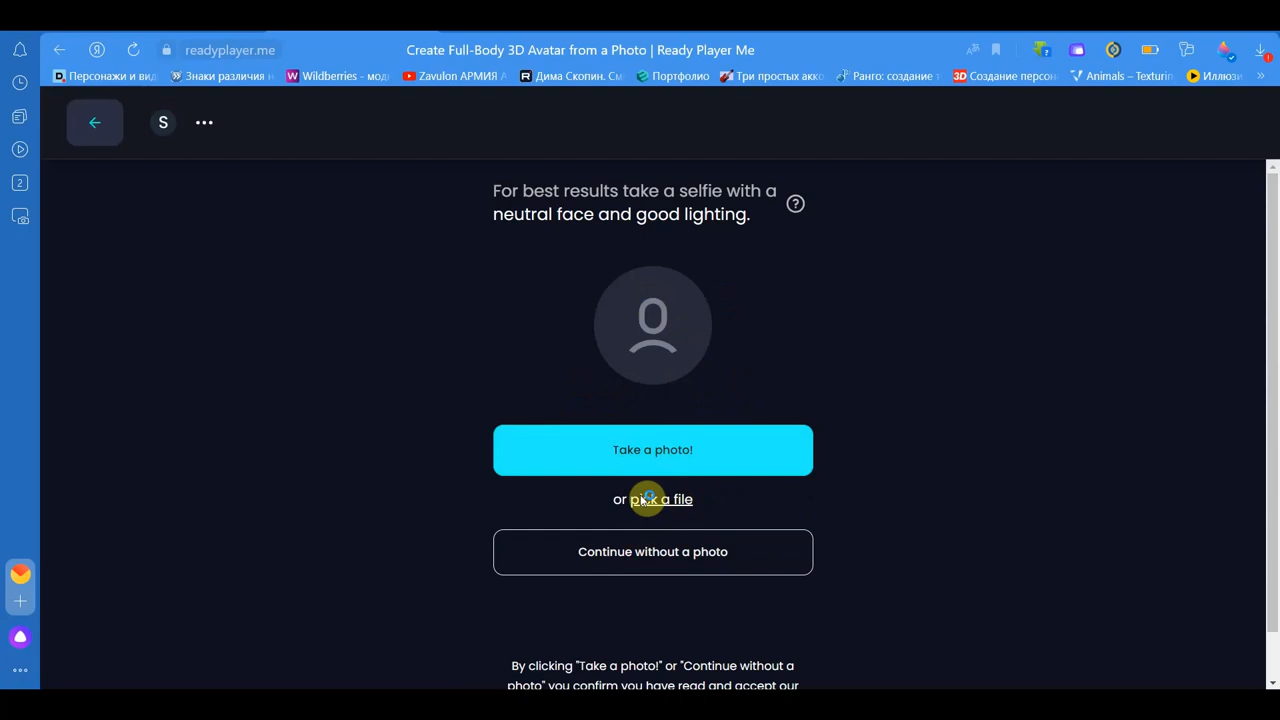 readyplayer.me
Create Full-Body 3D Avatar from a Photo | Ready Player Me
Персонажи и вид
Знаки различия н
Wildberries – мод
Zavulon АРМИЯ
Дима Скопин. См
Портфолио
Три простых акко
Ранго: создание
3D Создание персон
Animals – Texturin
Иллюзи
S
For best results take a selfie with a
neutral face and good lighting.
?
Take a photo!
or pick a file
Continue without a photo
By clicking "Take a photo!" or "Continue without a
photo" you confirm you have read and accept our
2